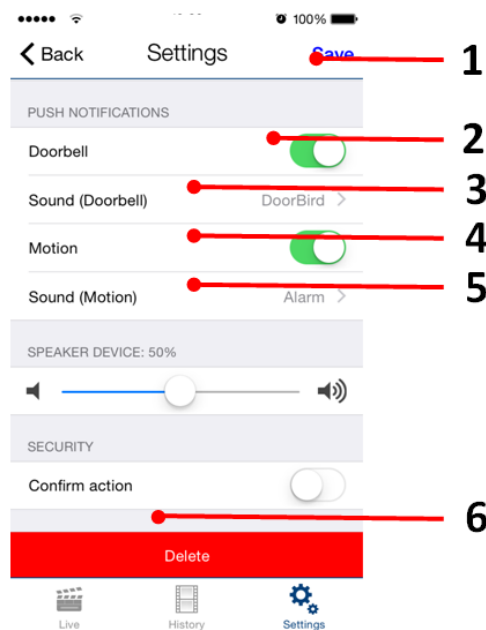 100%
Back Settings Save 1
PUSH NOTIFICATIONS
2
Doorbell
Sound (Doorbell) DoorBird 3
Motion 4
Sound (Motion) Alarm 5
SPEAKER DEVICE: 50%
SECURITY
Confirm action
6
Delete
Live History Settings